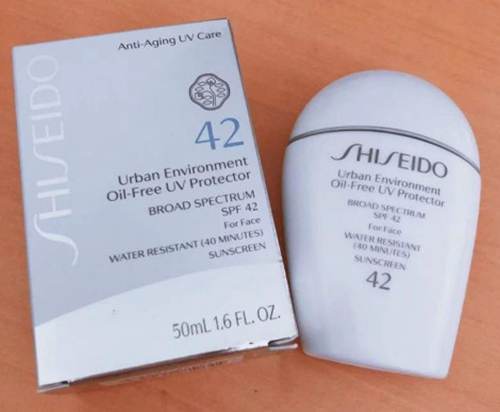 Anti-Aging UV Care
SHISEIDO
42
Urban Environment
Oil-Free UV Protector
BROAD SPECTRUM
SPF 42
For Face
WATER RESISTANT (40 MINUTES)
SUNSCREEN
50mL 1.6 FL. OZ.
SHISEIDO
Urban Environment
Oil-Free UV Protector
BROAD SPECTRUM
SPF 42
For Face
WATER RESISTANT
(40 MINUTES)
SUNSCREEN
42